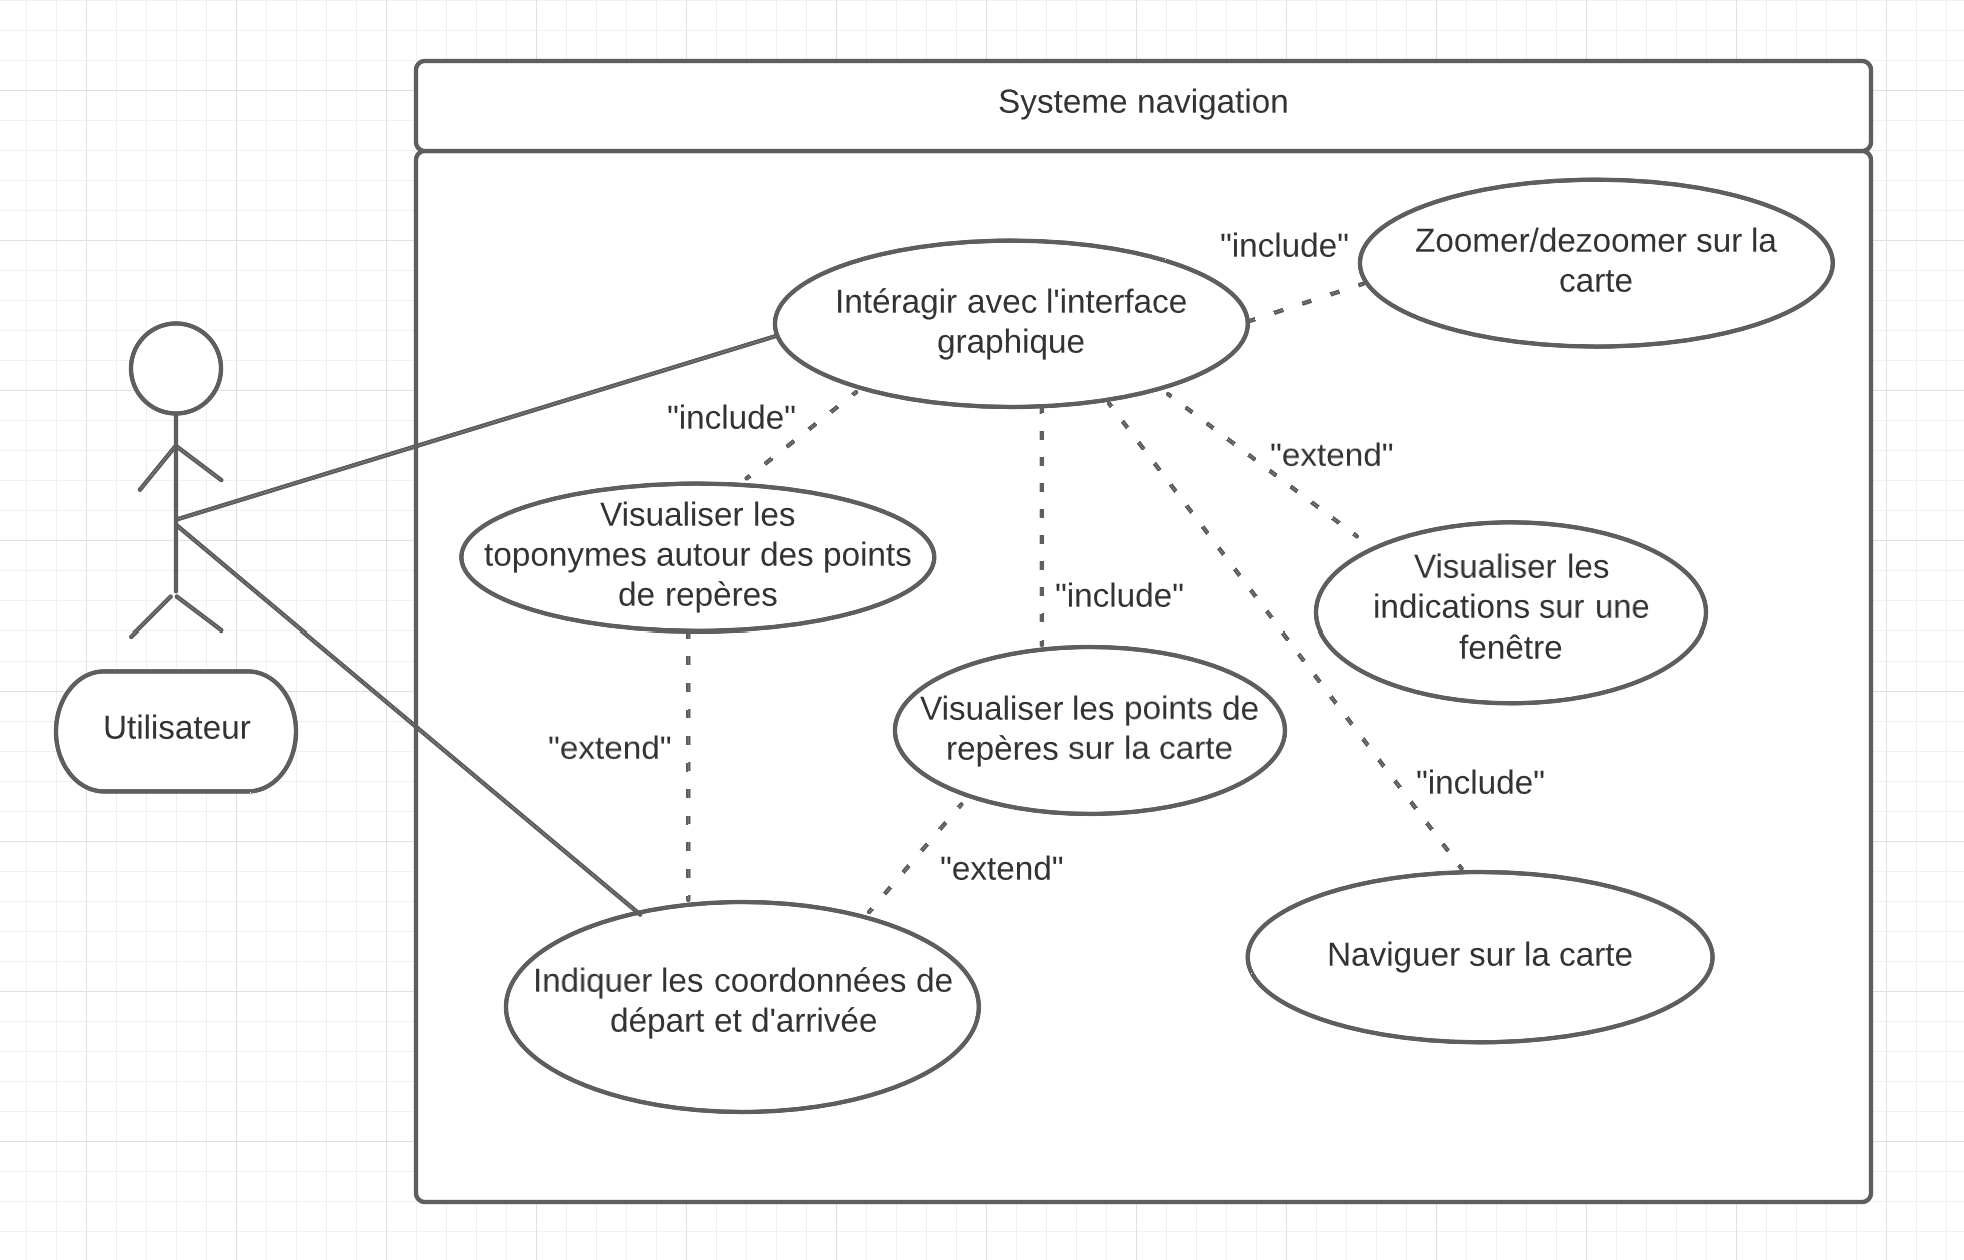 Systeme navigation
"include"
Zoomer/dezoomer sur la
carte
Intéragir avec l'interface
graphique
"include"
"extend"
Visualiser les
toponymes autour des points
de repères
"include"
Visualiser les
indications sur une
fenêtre
Utilisateur
"extend"
Visualiser les points de
repères sur la carte
"include"
"extend"
Indiquer les coordonnées de
départ et d'arrivée
Naviguer sur la carte